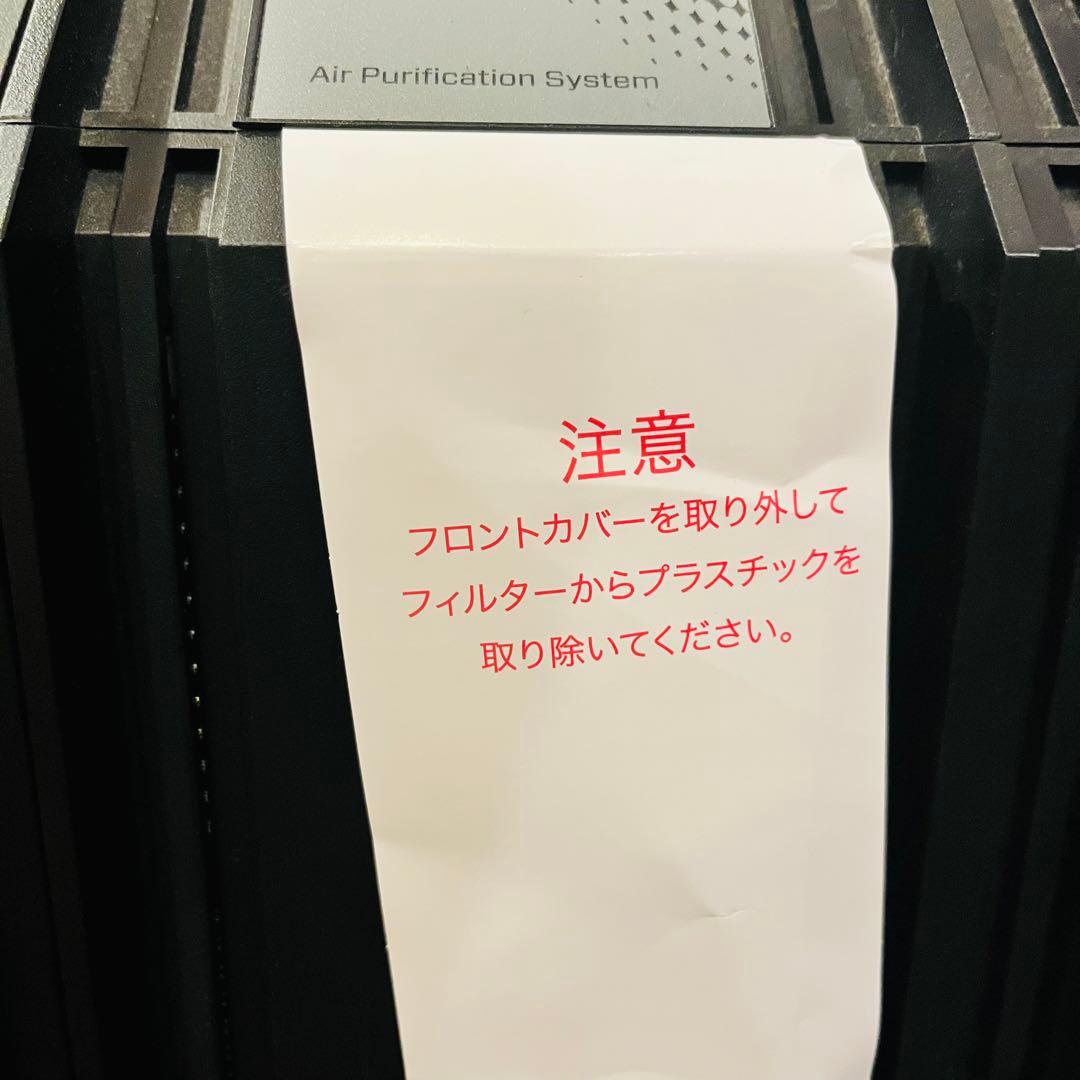 Air Purification System
注意
フロントカバーを取り外して
フィルターからプラスチックを
取り除いてください。